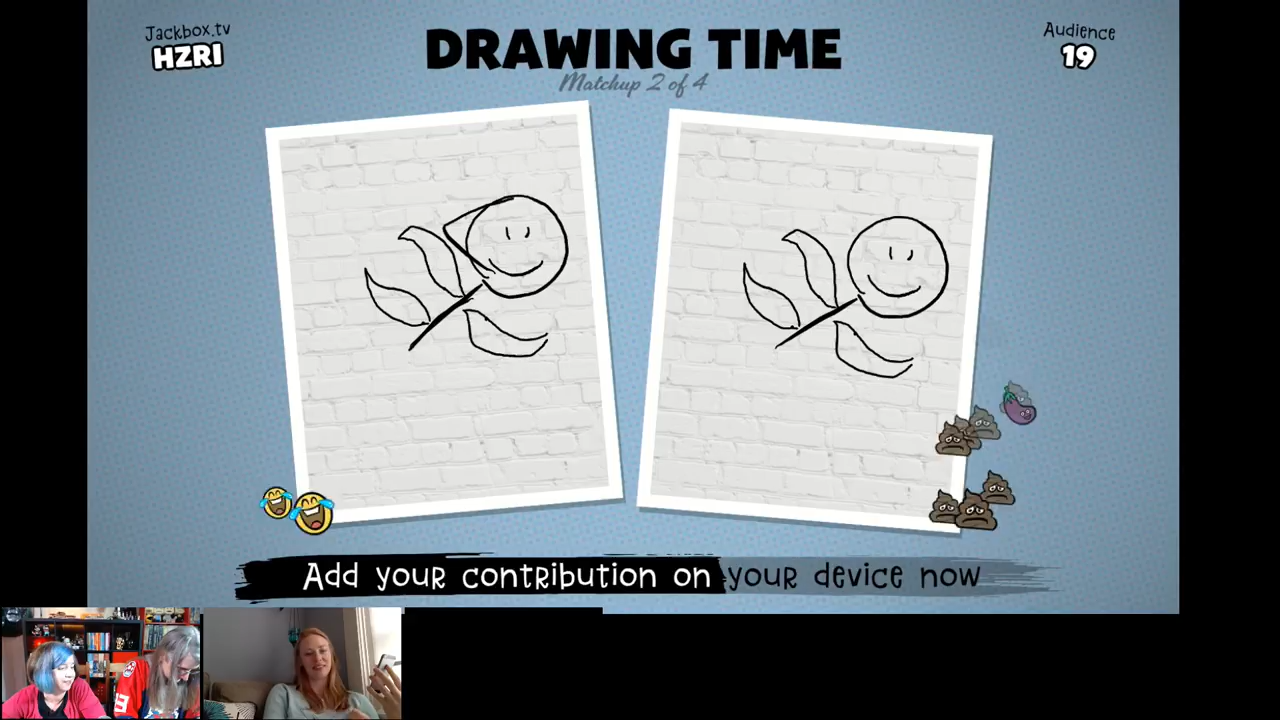 Jackbox.tv
HZRI
DRAWING TIME
Matchup 2 of 4
Audience
19
Add your contribution on your device now